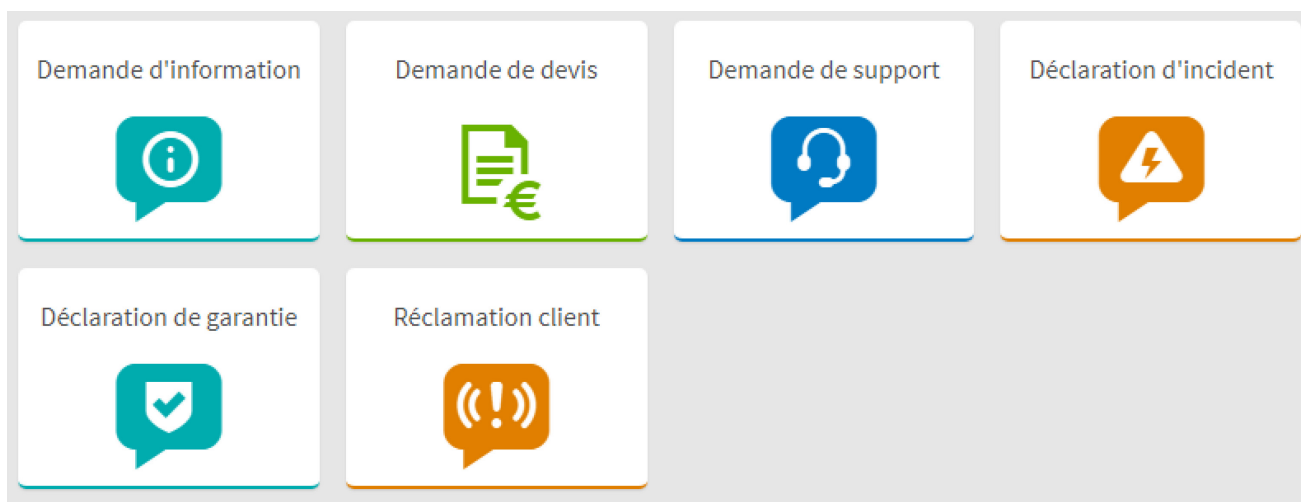 Demande d'information
Demande de devis
Demande de support
Déclaration d'incident
Déclaration de garantie
Réclamation client